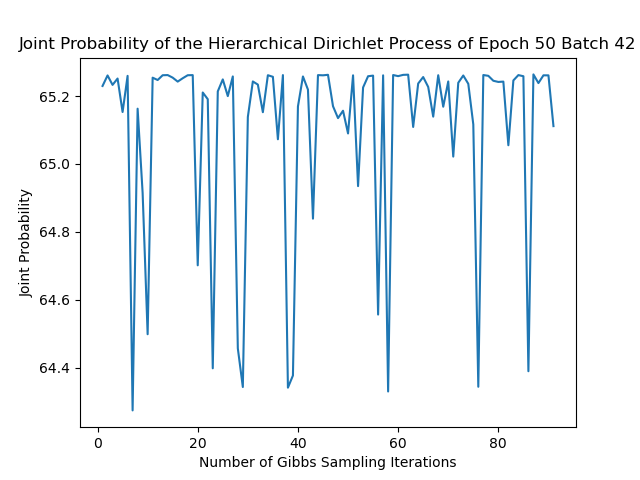 Joint Probability of the Hierarchical Dirichlet Process of Epoch 50 Batch 42
65.2
65.0
64.8
64.6
64.4
Joint Probability
0 20 40 60 80
Number of Gibbs Sampling Iterations